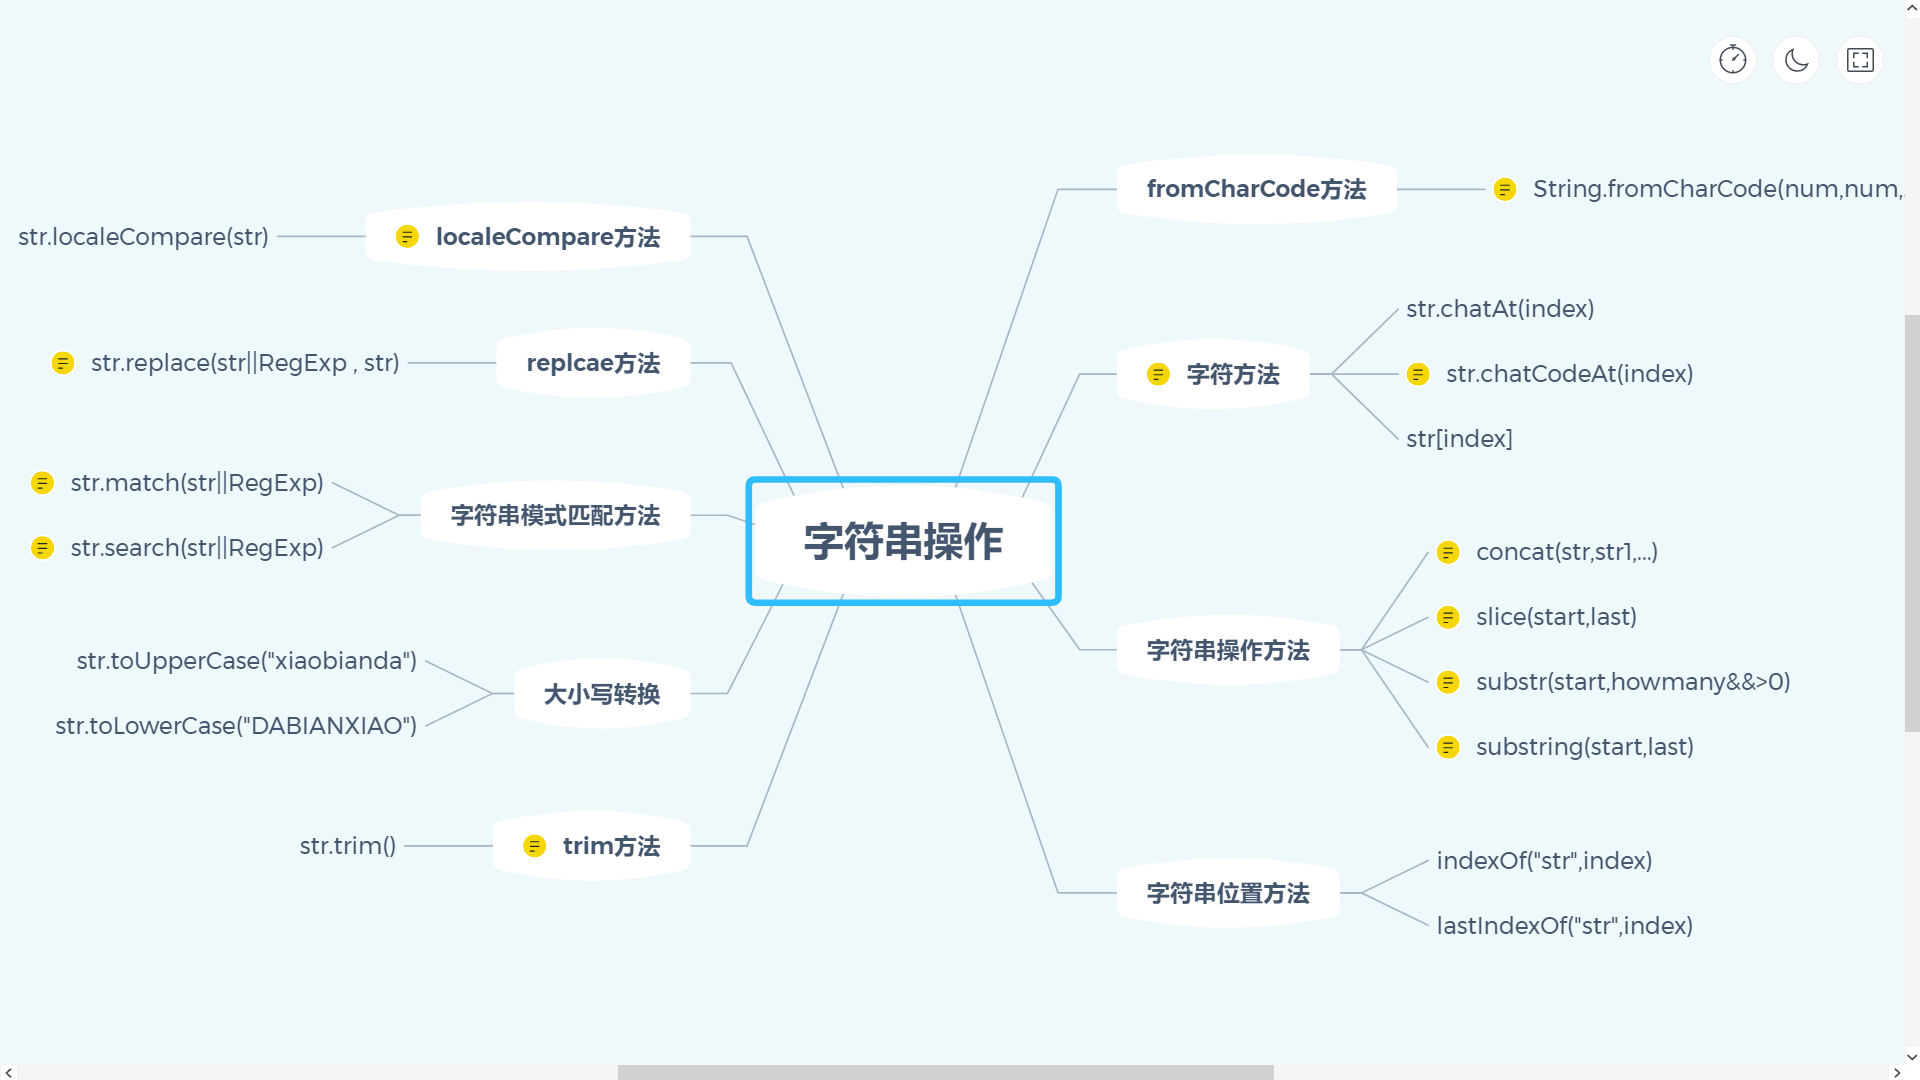 字符串操作
fromCharCode方法
String.fromCharCode(num,num,
字符方法
str.chatAt(index)
str.chatCodeAt(index)
str[index]
字符串操作方法
concat(str,str1,...)
slice(start,last)
substr(start,howmany&&>0)
substring(start,last)
字符串位置方法
indexOf("str",index)
lastIndexOf("str",index)
localeCompare方法
str.localeCompare(str)
replcae方法
str.replace(str||RegExp , str)
字符串模式匹配方法
str.match(str||RegExp)
str.search(str||RegExp)
大小写转换
str.toUpperCase("xiaobianda")
str.toLowerCase("DABIANXIAO")
trim方法
str.trim()